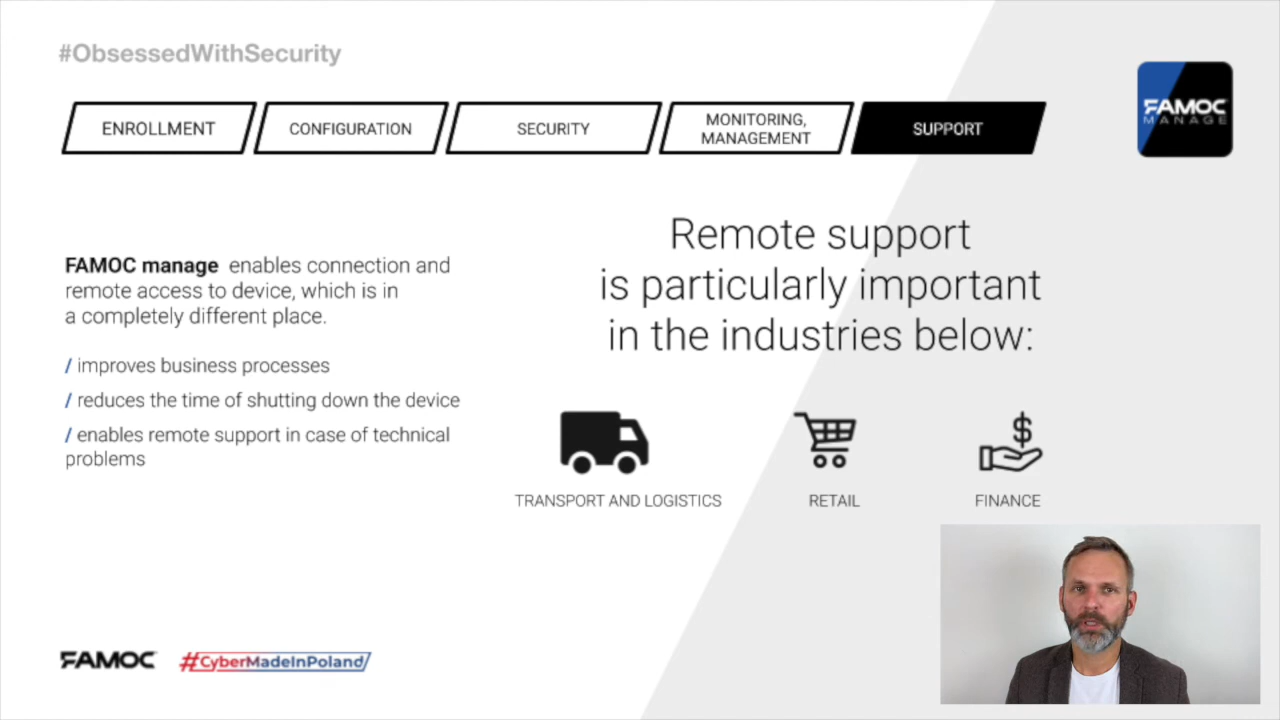 #ObsessedWithSecurity
ENROLLMENT
CONFIGURATION
SECURITY
MONITORING,
MANAGEMENT
SUPPORT
FAMOC
MANAGE
FAMOC manage enables connection and
remote access to device, which is in
a completely different place.
/ improves business processes
/ reduces the time of shutting down the device
/ enables remote support in case of technical
problems
Remote support
is particularly important
in the industries below:
TRANSPORT AND LOGISTICS
RETAIL
FINANCE
FAMOC
#CyberMadeInPoland